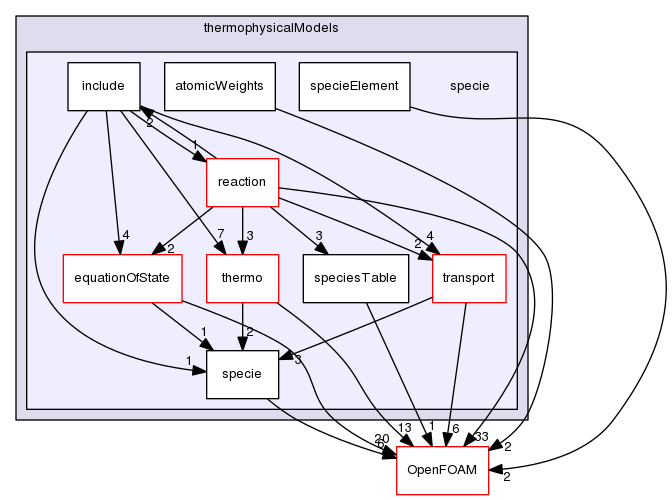 thermophysicalModels
include
atomicWeights
specieElement
specie
2
1
reaction
4
7
3
2
3
2
4
equationOfState
thermo
speciesTable
transport
1
1
2
3
specie
20
6
13
1
6
33
2
OpenFOAM
2